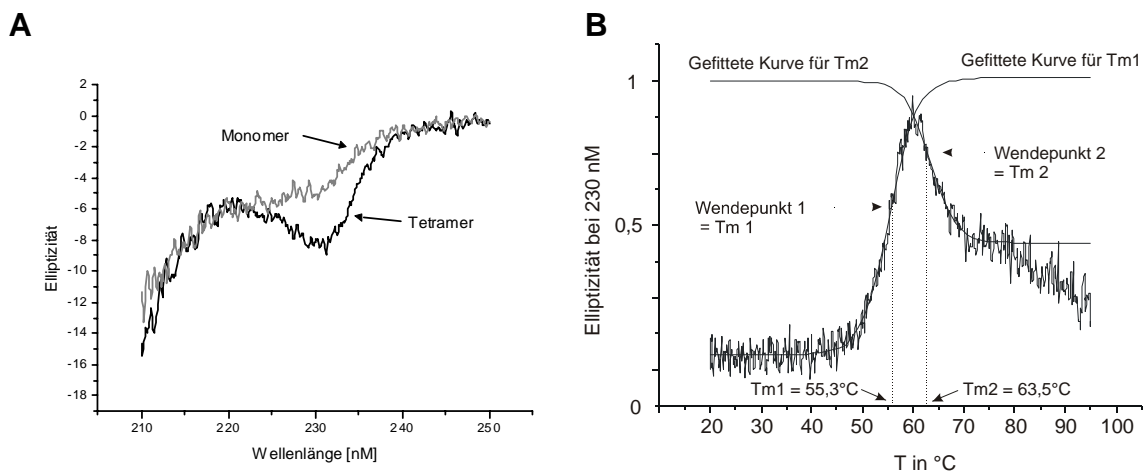 A
2
0
-2
-4
-6
-8
-10
-12
-14
-16
-18
Elliptizität
Monomer
Tetramer
210 220 230 240 250
Wellenlänge [nM]
B
Gefittete Kurve für Tm2
Gefittete Kurve für Tm1
1
0,5
0
Elliptizität bei 230 nM
Wendepunkt 1
= Tm 1
Wendepunkt 2
= Tm 2
Tm1 = 55,3°C
Tm2 = 63,5°C
20 30 40 50 60 70 80 90 100
T in °C